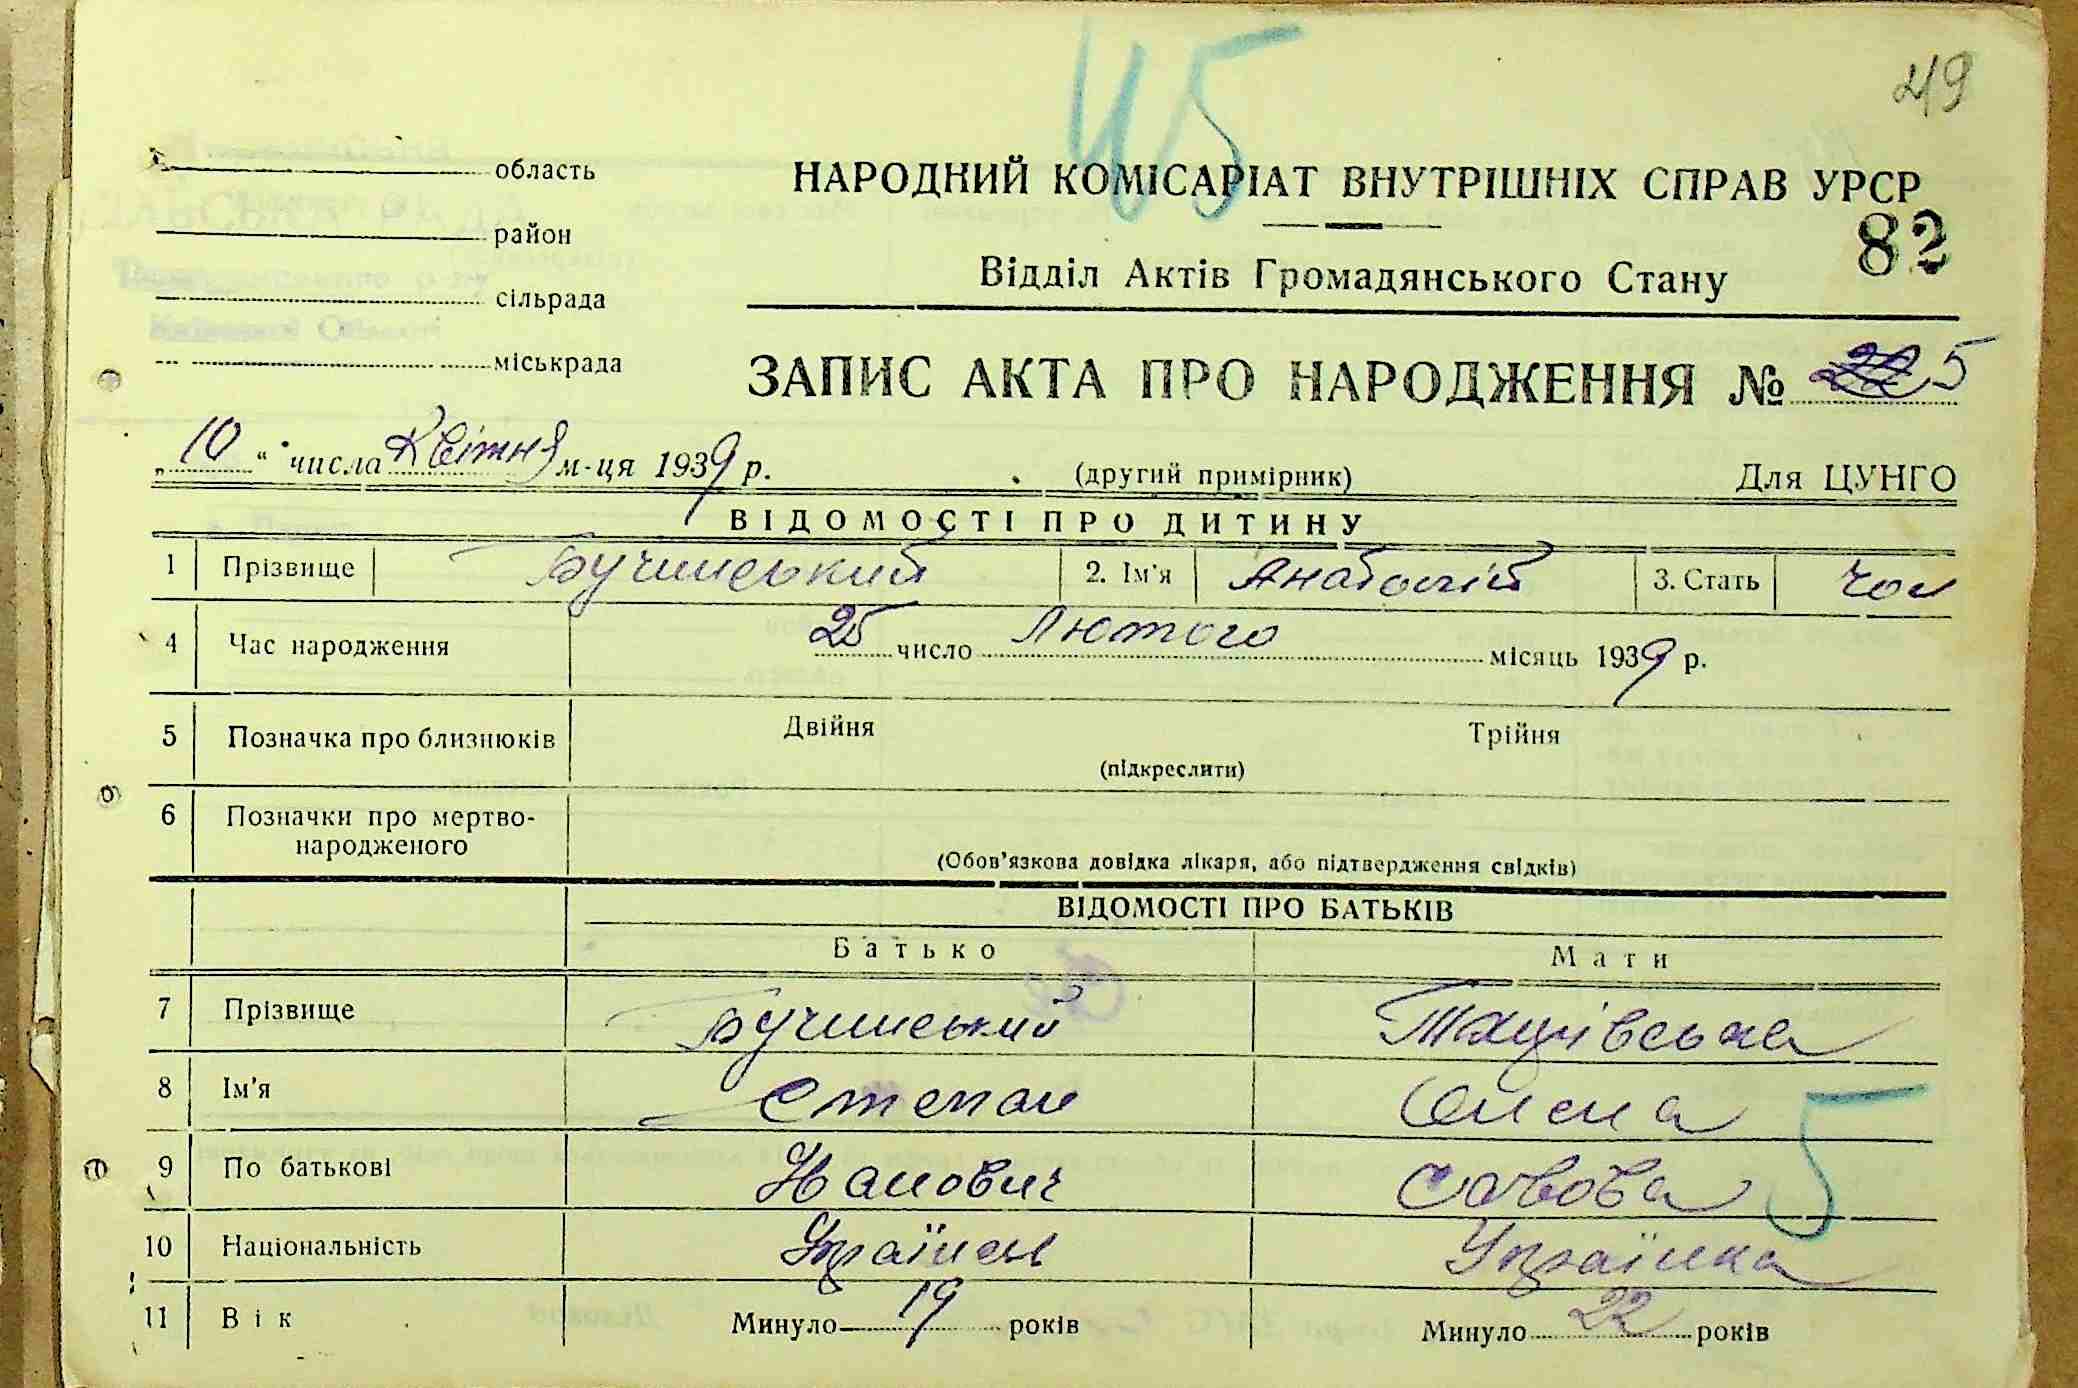 45
49
область
район
сільрада
міськрада
НАРОДНИЙ КОМІСАРІАТ ВНУТРІШНІХ СПРАВ УРСР
82
Відділ Актів Громадянського Стану
ЗАПИС АКТА ПРО НАРОДЖЕННЯ № 5
„10“ числа Квітня м-ця 1939 р. (другий примірник) Для ЦУНГО
ВІДОМОСТІ ПРО ДИТИНУ
1 Прізвище Бучинський 2. Ім'я Анатолій 3. Стать чол
4 Час народження 25 число Лютого місяць 1939 р.
5 Позначка про близнюків Двійня Трійня
(підкреслити)
6 Позначки про мертво-
народженого
(Обов'язкова довідка лікаря, або підтвердження свідків)
ВІДОМОСТІ ПРО БАТЬКІВ
Батько Мати
7 Прізвище Бучинський
8 Ім'я Степан Олена
5
9 По батькові Савова
10 Національність Українець Українка
11 Вік Минуло 19 років Минуло 22 років